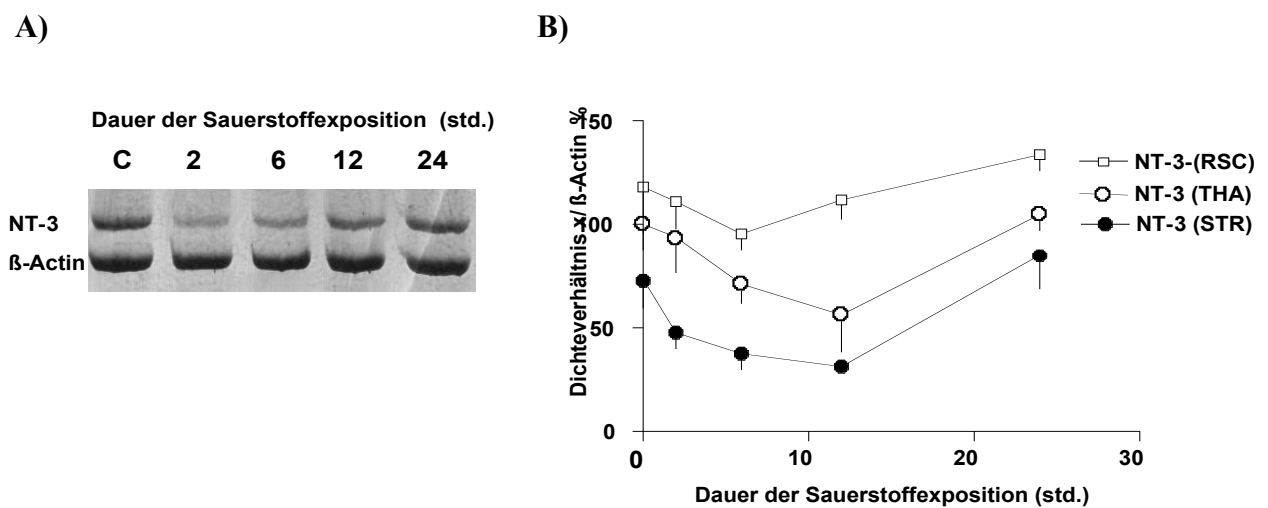 A)
B)
Dauer der Sauerstoffexposition (std.)
C 2 6 12 24
NT-3
ß-Actin
Dichteverhältnis x/ ß-Actin %
150
100
50
0
0 10 20 30
Dauer der Sauerstoffexposition (std.)
NT-3-(RSC)
NT-3 (THA)
NT-3 (STR)